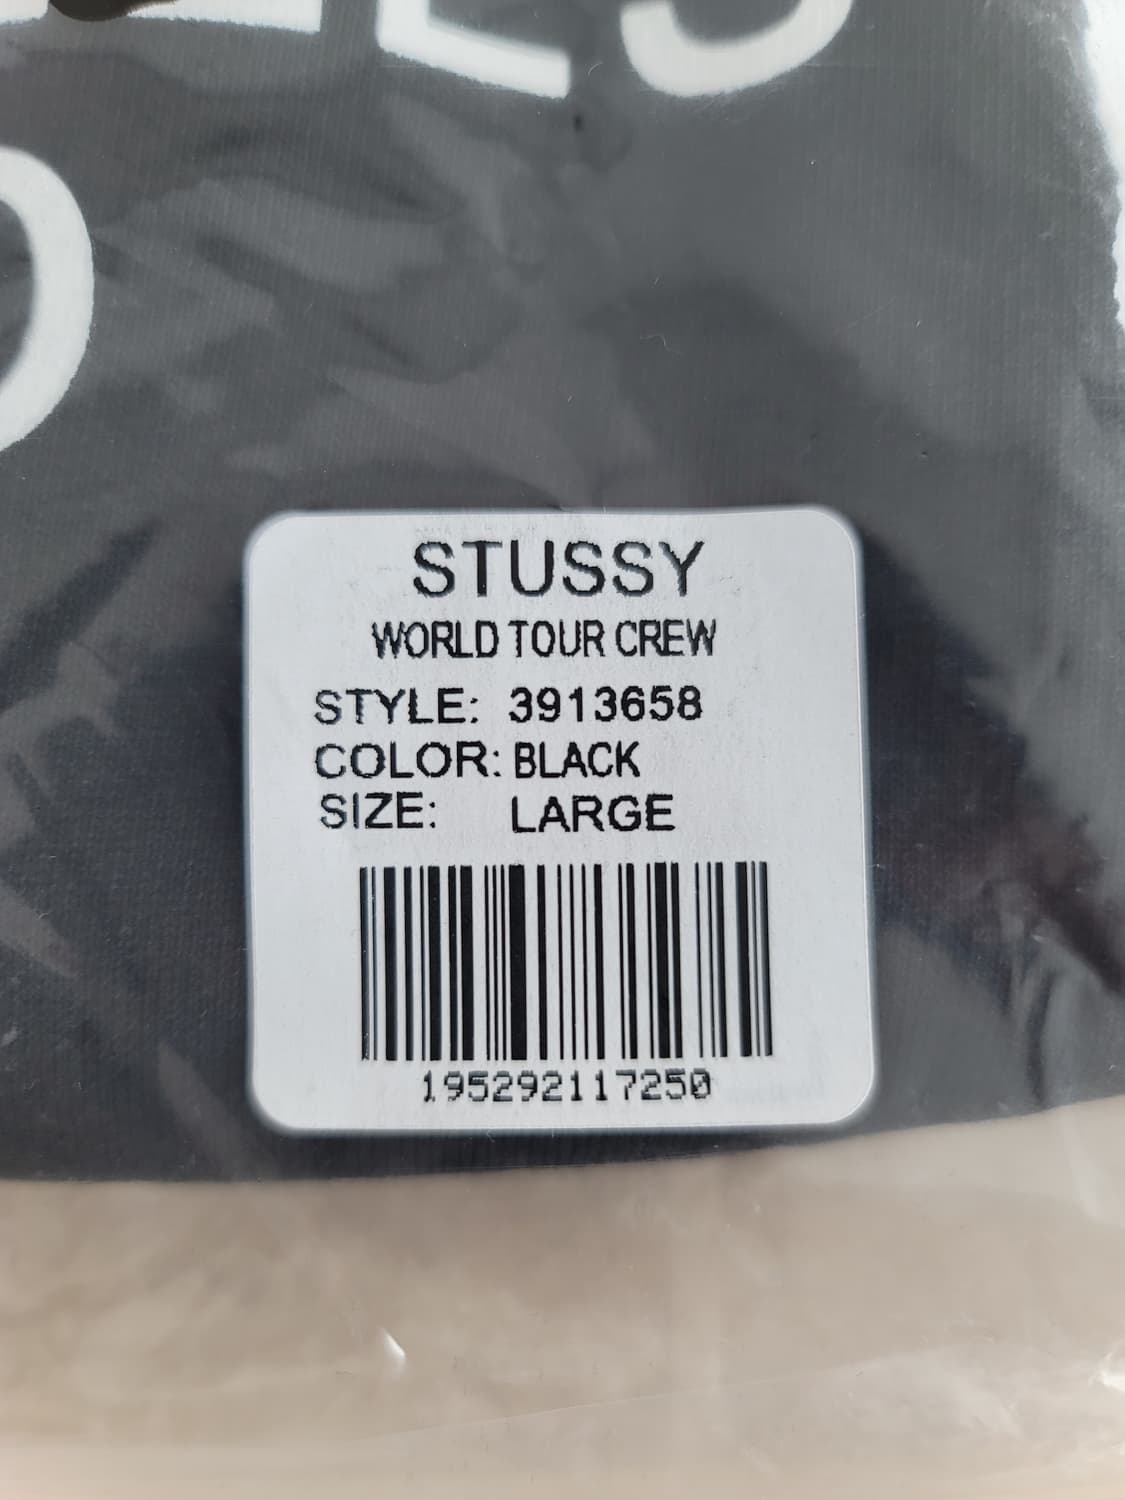 STUSSY
WORLD TOUR CREW
STYLE: 3913658
COLOR: BLACK
SIZE: LARGE
195292117250